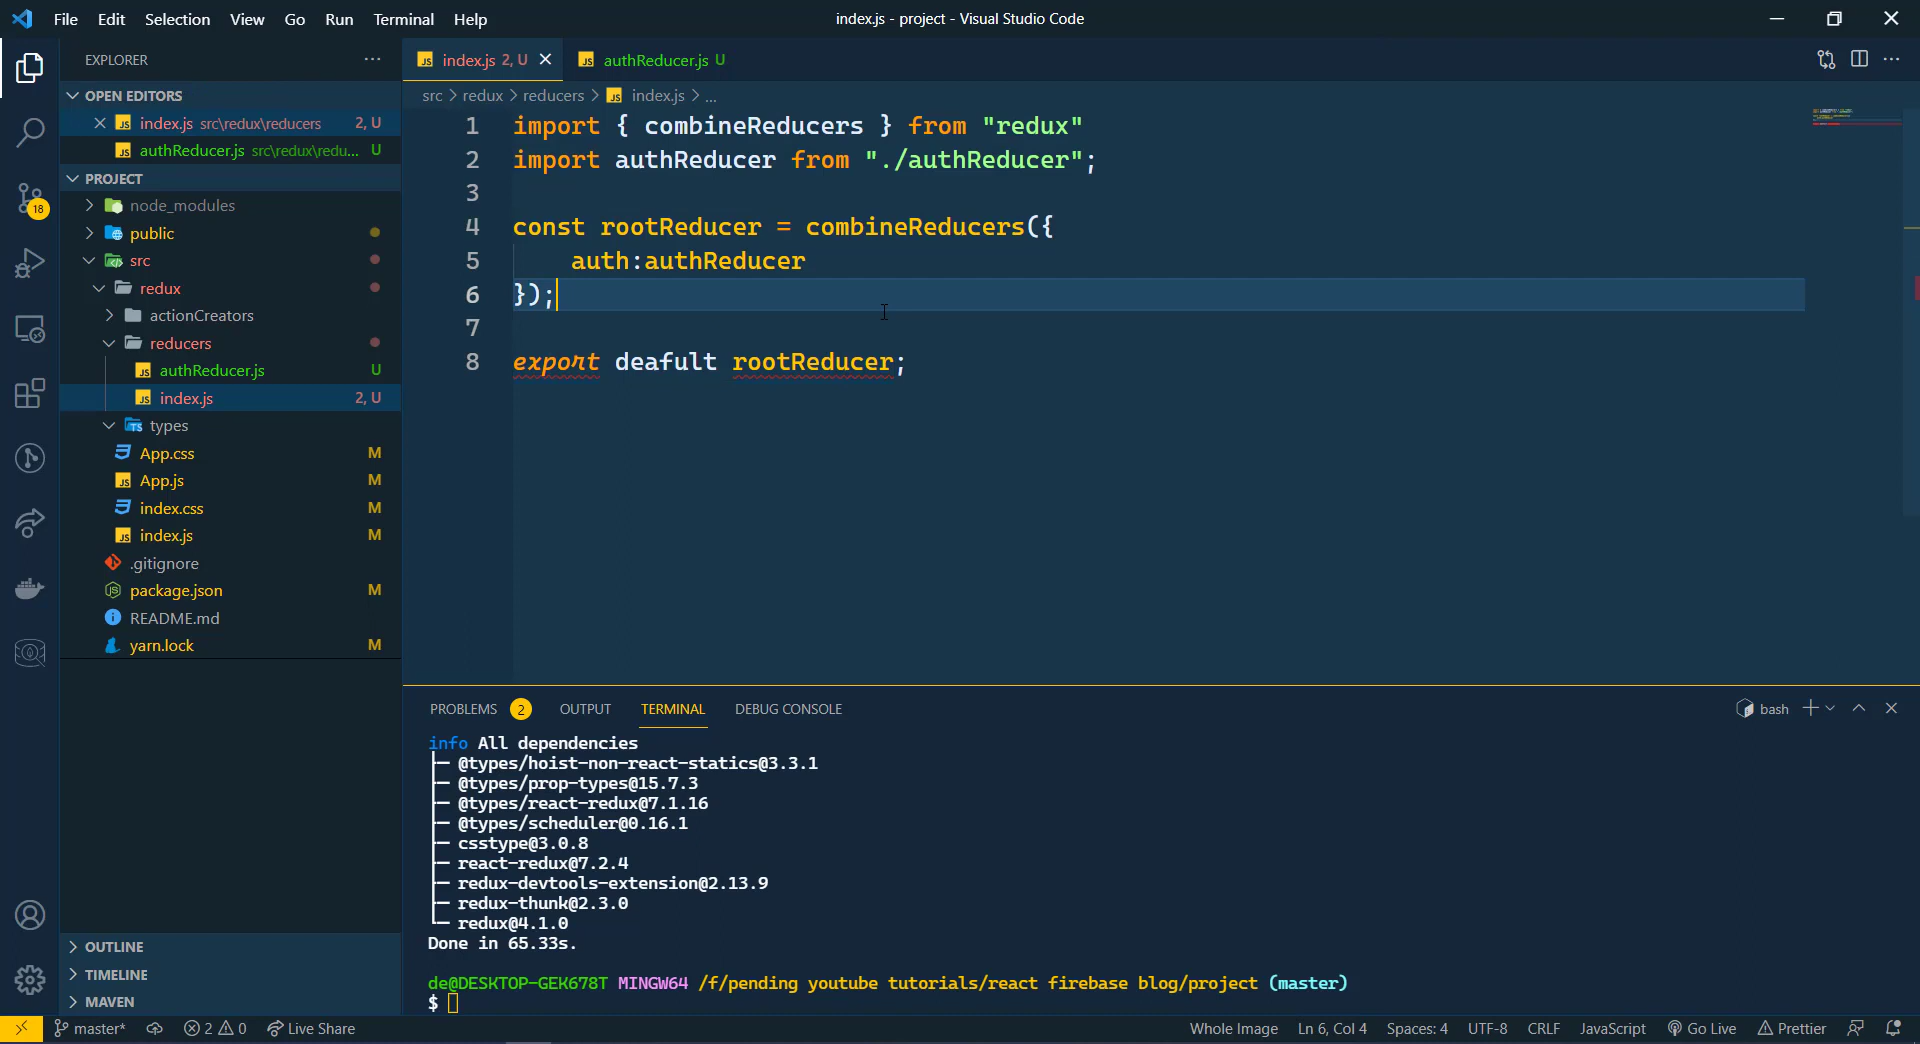 File Edit Selection View Go Run Terminal Help
index.js - project - Visual Studio Code
EXPLORER
OPEN EDITORS
index.js src\redux\reducers 2, U
authReducer.js src\redux\redu... U
PROJECT
node_modules
public
src
redux
actionCreators
reducers
authReducer.js U
index.js 2, U
types
App.css M
App.js M
index.css M
index.js M
.gitignore
package.json M
README.md
yarn.lock M
OUTLINE
TIMELINE
MAVEN
18
index.js 2, U
authReducer.js U
src > redux > reducers > index.js > ...
1 import { combineReducers } from "redux"
2 import authReducer from "./authReducer";
3
4 const rootReducer = combineReducers({
5 auth:authReducer
6 });
7
8 export deafult rootReducer;
PROBLEMS 2 OUTPUT TERMINAL DEBUG CONSOLE
bash
info All dependencies
├─ @types/hoist-non-react-statics@3.3.1
├─ @types/prop-types@15.7.3
├─ @types/react-redux@7.1.16
├─ @types/scheduler@0.16.1
├─ csstype@3.0.8
├─ react-redux@7.2.4
├─ redux-devtools-extension@2.13.9
├─ redux-thunk@2.3.0
└─ redux@4.1.0
Done in 65.33s.
de@DESKTOP-GEK678T MINGW64 /f/pending youtube tutorials/react firebase blog/project (master)
$
master* 2 0 Live Share
Whole Image Ln 6, Col 4 Spaces: 4 UTF-8 CRLF JavaScript Go Live Prettier